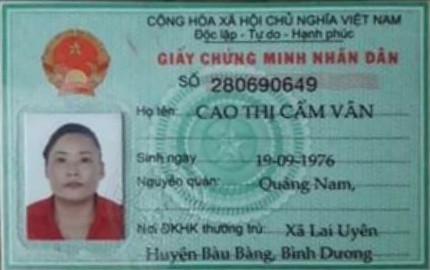 CỘNG HÒA XÃ HỘI CHỦ NGHĨA VIỆT NAM
Độc lập - Tự do - Hạnh phúc
GIẤY CHỨNG MINH NHÂN DÂN
SỐ 280690649
Họ tên: CAO THỊ CẨM VÂN
Sinh ngày 19-09-1976
Nguyên quán: Quảng Nam,
Nơi ĐKHK thường trú: Xã Lai Uyên
Huyện Bàu Bàng, Bình Dương